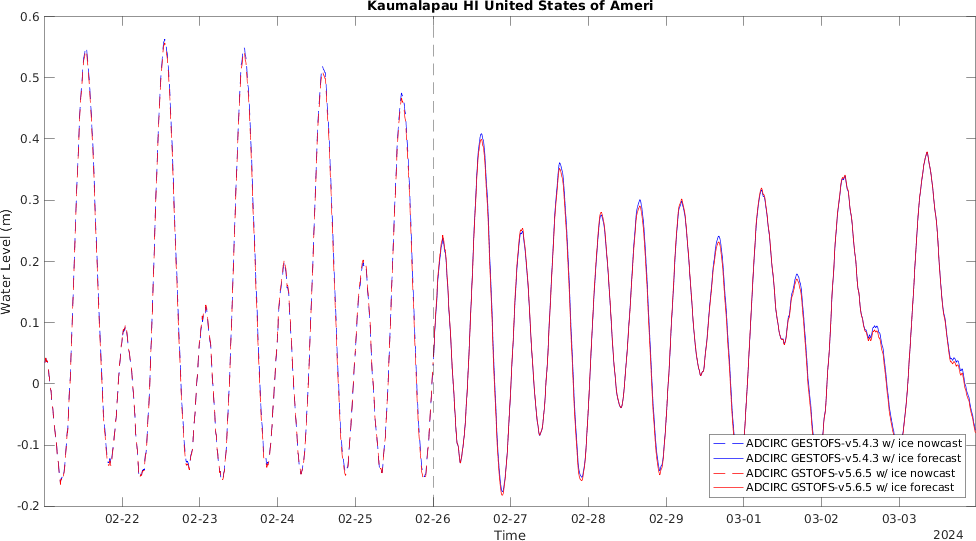 Kaumalapau HI United States of Ameri
0.6
0.5
0.4
0.3
0.2
0.1
0
-0.1
-0.2
Water Level (m)
ADCIRC GESTOFS-v5.4.3 w/ ice nowcast
ADCIRC GESTOFS-v5.4.3 w/ ice forecast
ADCIRC GSTOFS-v5.6.5 w/ ice nowcast
ADCIRC GSTOFS-v5.6.5 w/ ice forecast
02-22 02-23 02-24 02-25 02-26 02-27 02-28 02-29 03-01 03-02 03-03
Time
2024